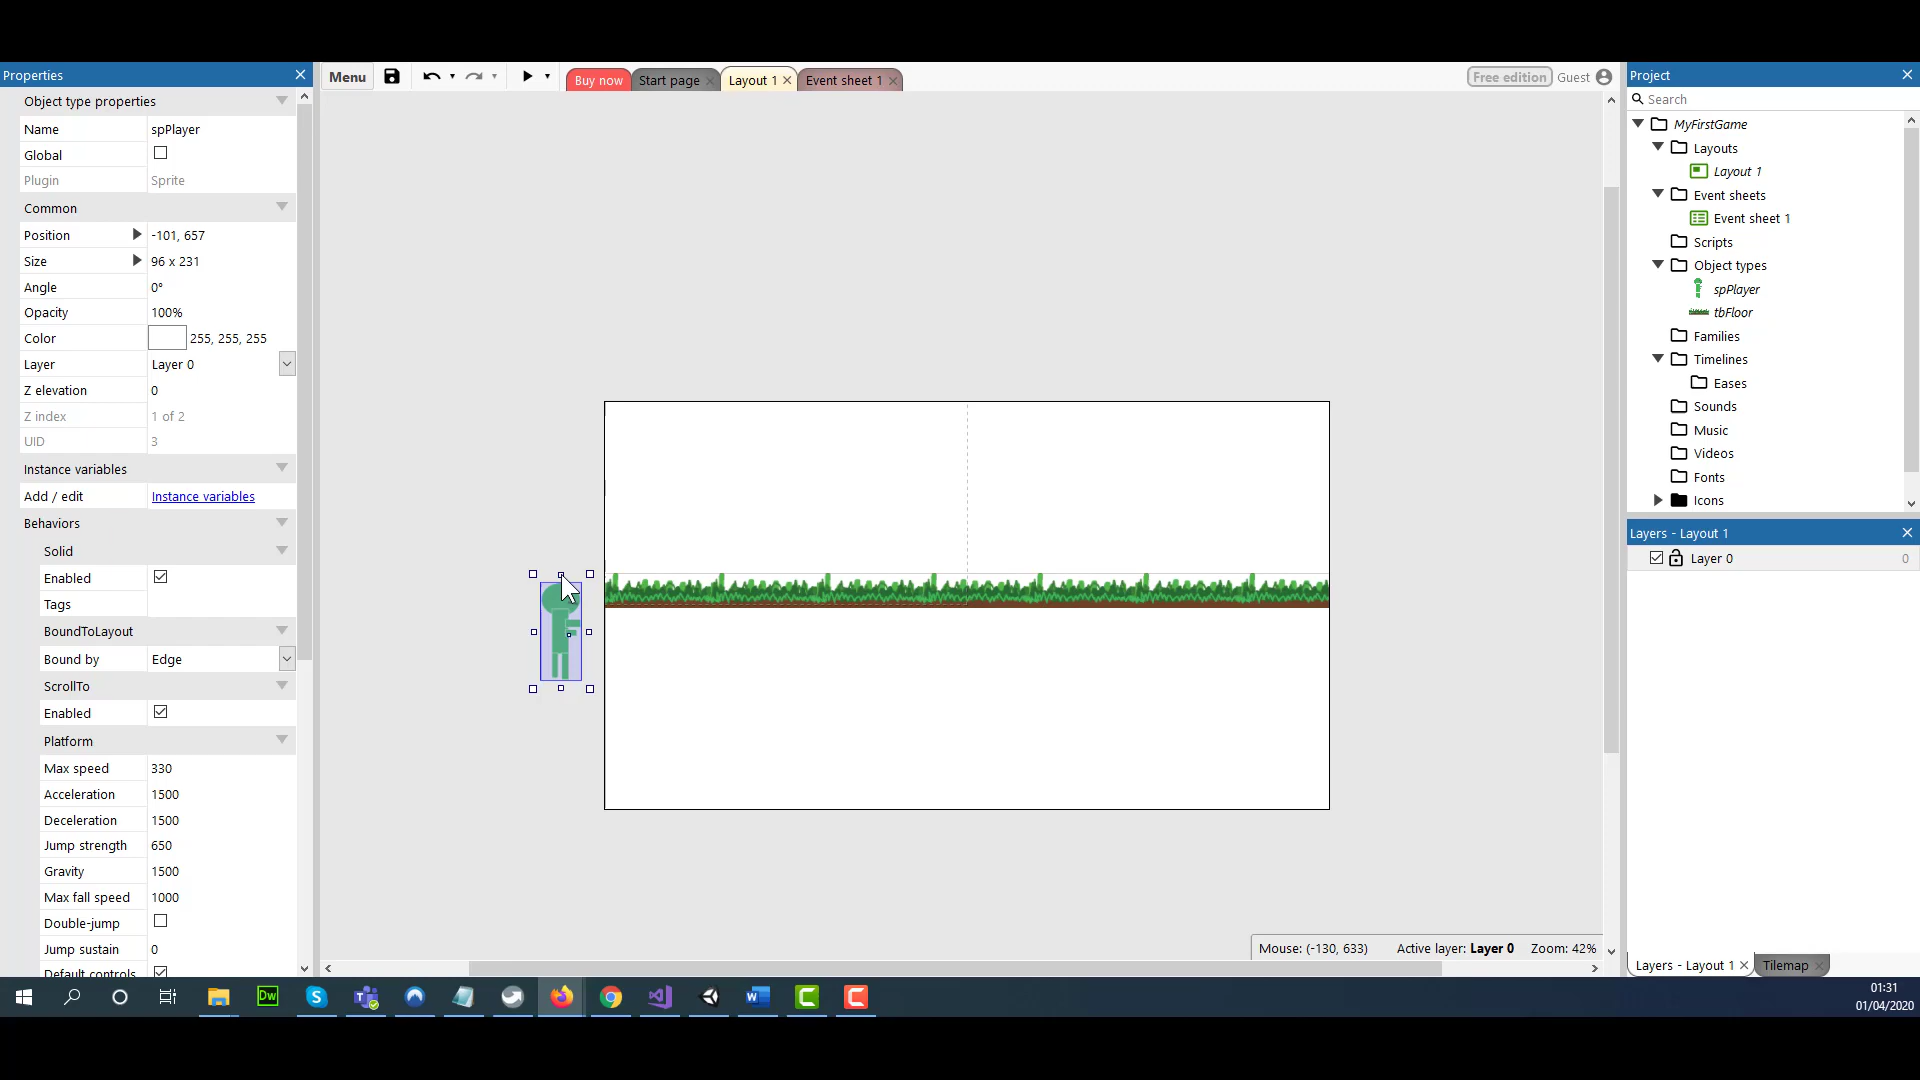 Properties
Menu
Buy now
Start page
Layout 1
Event sheet 1
Free edition
Guest
Project
Object type properties
Name
spPlayer
Global
Plugin
Sprite
Common
Position
-101, 657
Size
96 x 231
Angle
0°
Opacity
100%
Color
255, 255, 255
Layer
Layer 0
Z elevation
0
Z index
1 of 2
UID
3
Instance variables
Add / edit
Instance variables
Behaviors
Solid
Enabled
Tags
BoundToLayout
Bound by
Edge
ScrollTo
Enabled
Platform
Max speed
330
Acceleration
1500
Deceleration
1500
Jump strength
650
Gravity
1500
Max fall speed
1000
Double-jump
Jump sustain
0
Default controls
Search
MyFirstGame
Layouts
Layout 1
Event sheets
Event sheet 1
Scripts
Object types
spPlayer
tbFloor
Families
Timelines
Eases
Sounds
Music
Videos
Fonts
Icons
Layers - Layout 1
Layer 0
0
Mouse: (-130, 633)
Active layer: Layer 0
Zoom: 42%
Layers - Layout 1
Tilemap
Dw
01:31
01/04/2020